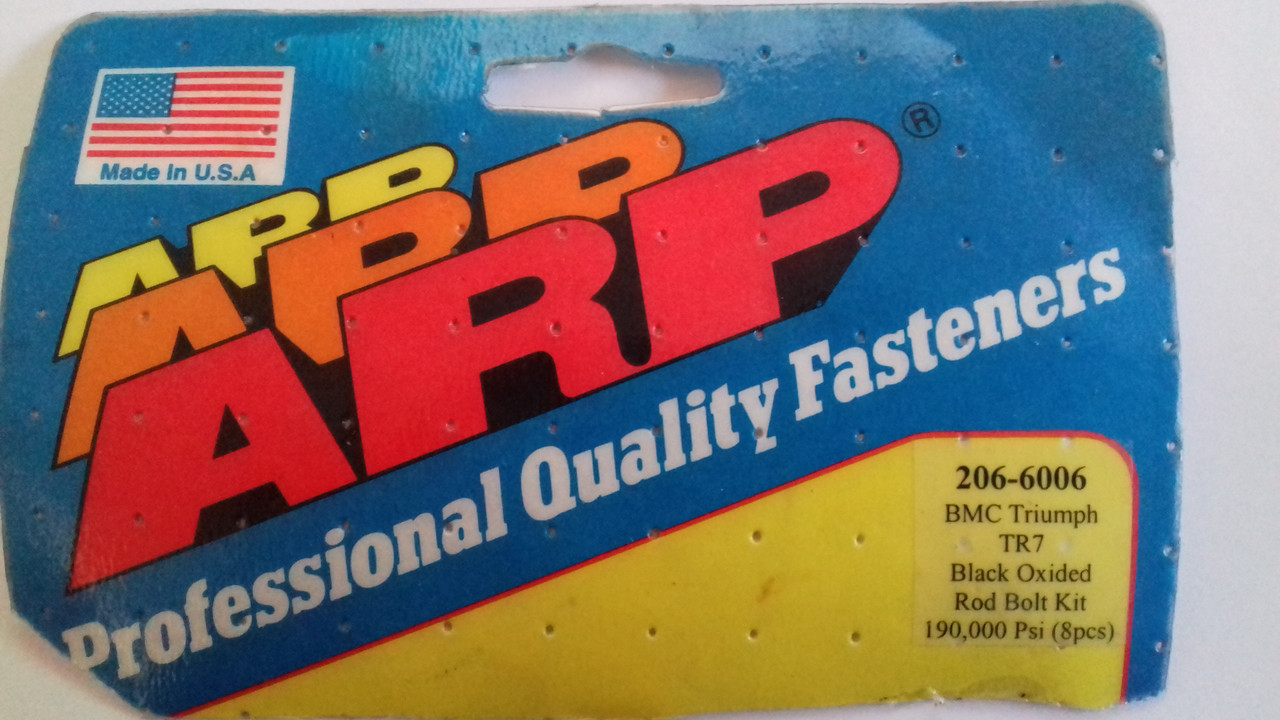 Made In U.S.A
ARP
ARP
ARP
®
Professional Quality Fasteners
206-6006
BMC Triumph
TR7
Black Oxided
Rod Bolt Kit
190,000 Psi (8pcs)